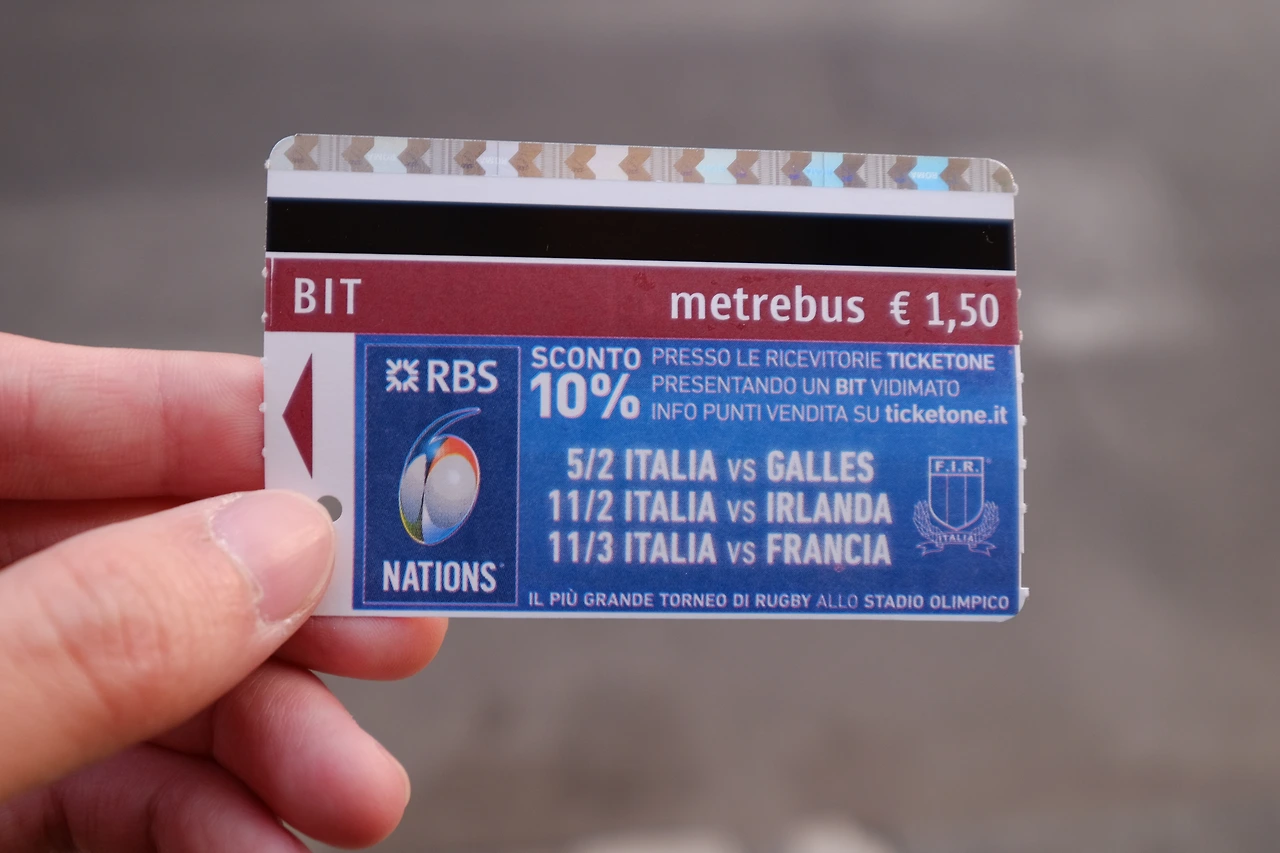 BIT metrebus € 1,50
RBS
NATIONS
SCONTO
10%
PRESSO LE RICEVITORIE TICKETONE
PRESENTANDO UN BIT VIDIMATO
INFO PUNTI VENDITA SU ticketone.it
5/2 ITALIA VS GALLES
11/2 ITALIA VS IRLANDA
11/3 ITALIA VS FRANCIA
F.I.R.
ITALIA
IL PIÙ GRANDE TORNEO DI RUGBY ALLO STADIO OLIMPICO